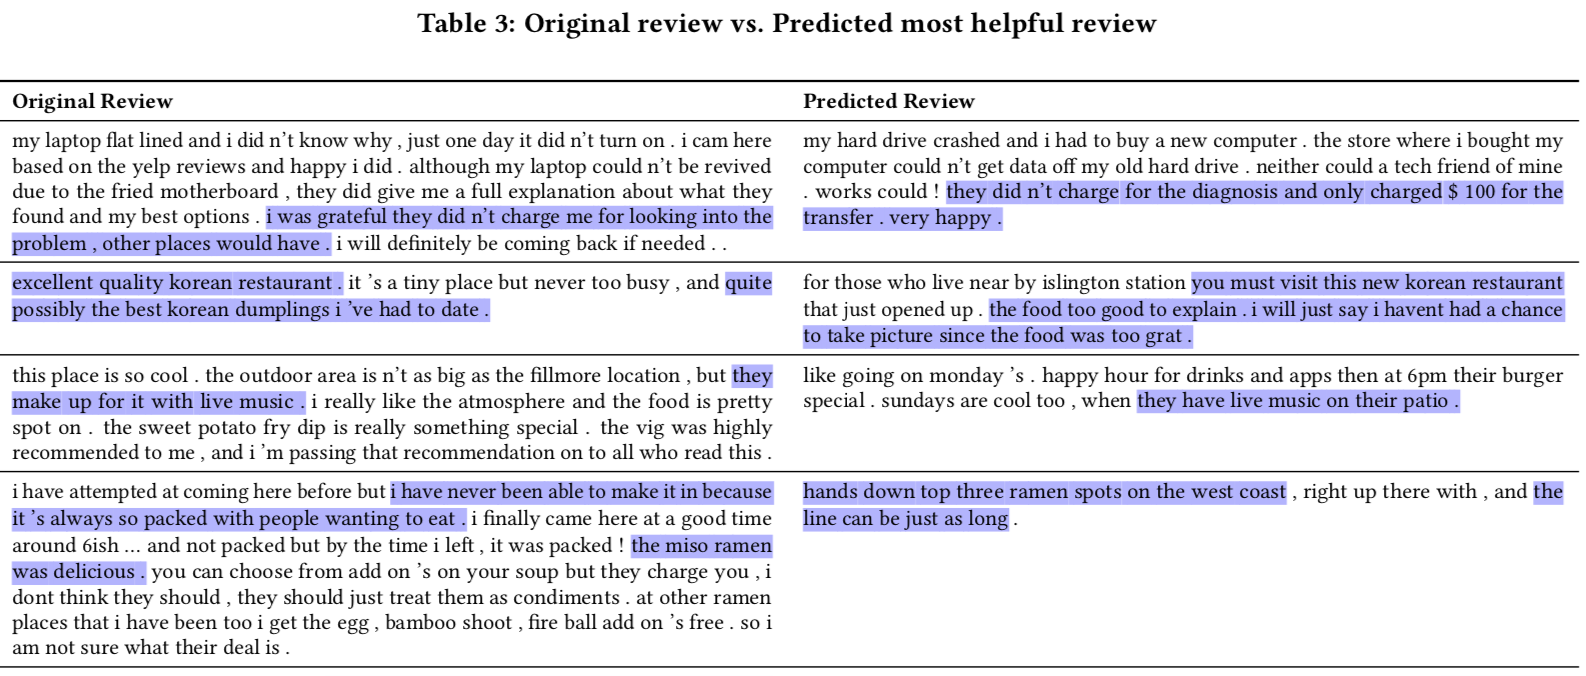 Table 3: Original review vs. Predicted most helpful review
Original Review
Predicted Review
my laptop flat lined and i did n't know why , just one day it did n't turn on . i cam here
based on the yelp reviews and happy i did . although my laptop could n't be revived
due to the fried motherboard , they did give me a full explanation about what they
found and my best options . i was grateful they did n't charge me for looking into the
problem , other places would have . i will definitely be coming back if needed . .
my hard drive crashed and i had to buy a new computer . the store where i bought my
computer could n't get data off my old hard drive . neither could a tech friend of mine
. works could ! they did n't charge for the diagnosis and only charged $ 100 for the
transfer . very happy .
excellent quality korean restaurant . it 's a tiny place but never too busy , and quite
possibly the best korean dumplings i 've had to date .
for those who live near by islington station you must visit this new korean restaurant
that just opened up . the food too good to explain . i will just say i havent had a chance
to take picture since the food was too grat .
this place is so cool . the outdoor area is n't as big as the fillmore location , but they
make up for it with live music . i really like the atmosphere and the food is pretty
spot on . the sweet potato fry dip is really something special . the vig was highly
recommended to me , and i 'm passing that recommendation on to all who read this .
like going on monday 's . happy hour for drinks and apps then at 6pm their burger
special . sundays are cool too , when they have live music on their patio .
i have attempted at coming here before but i have never been able to make it in because
it 's always so packed with people wanting to eat . i finally came here at a good time
around 6ish ... and not packed but by the time i left , it was packed ! the miso ramen
was delicious . you can choose from add on 's on your soup but they charge you , i
dont think they should , they should just treat them as condiments . at other ramen
places that i have been too i get the egg , bamboo shoot , fire ball add on 's free . so i
am not sure what their deal is .
hands down top three ramen spots on the west coast , right up there with , and the
line can be just as long .